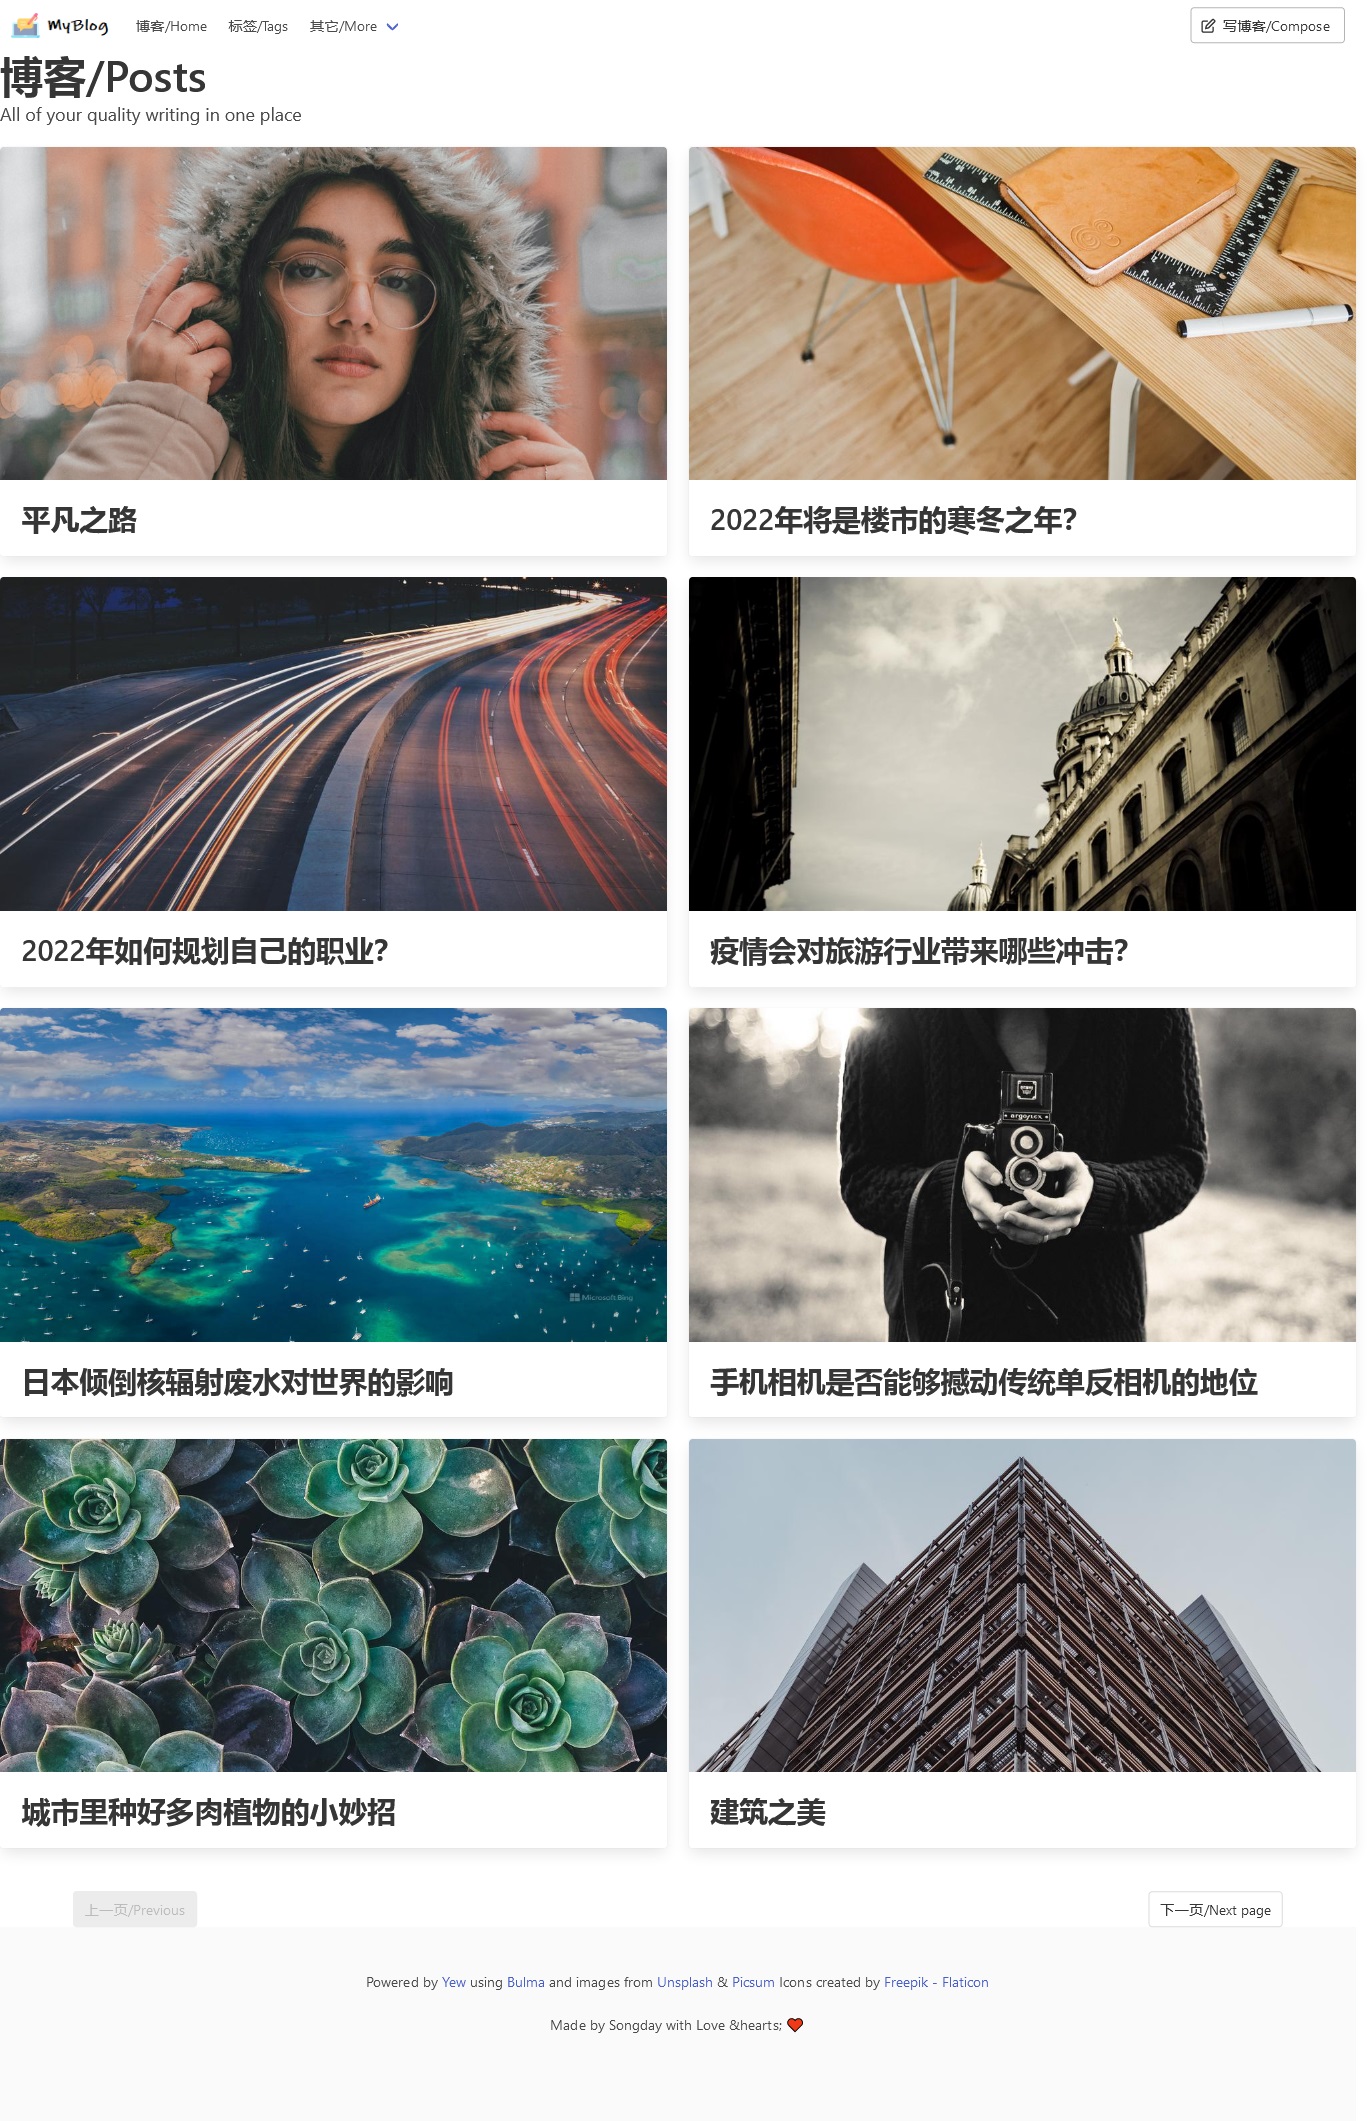 MyBlog
博客/Home
标签/Tags
其它/More
写博客/Compose
博客/Posts
All of your quality writing in one place
平凡之路
2022年将是楼市的寒冬之年?
2022年如何规划自己的职业?
疫情会对旅游行业带来哪些冲击?
Microsoft Bing
argoflex
日本倾倒核辐射废水对世界的影响
手机相机是否能够撼动传统单反相机的地位
城市里种好多肉植物的小妙招
建筑之美
上一页/Previous
下一页/Next page
Powered by Yew using Bulma and images from Unsplash & Picsum Icons created by Freepik - Flaticon
Made by Songday with Love &hearts; ❤